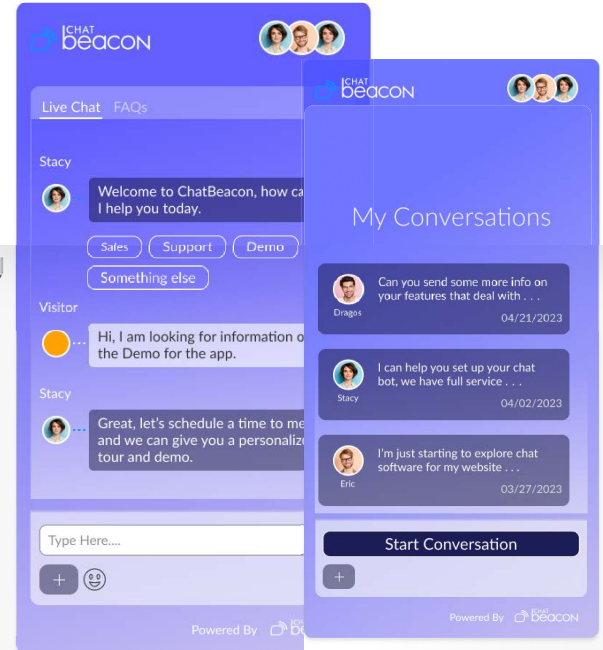 CHAT
beacon
Live Chat FAQs
Stacy
Welcome to ChatBeacon, how ca
I help you today.
Sales Support Demo
Something else
Visitor
Hi, I am looking for information o
the Demo for the app.
Stacy
Great, let's schedule a time to me
and we can give you a personaliz
tour and demo.
Type Here....
+
Powered By
CHAT
beacon
My Conversations
Can you send some more info on
your features that deal with . . .
Dragos
04/21/2023
I can help you set up your chat
bot, we have full service . . .
Stacy
04/02/2023
I'm just starting to explore chat
software for my website . . .
Eric
03/27/2023
Start Conversation
+
Powered By CHAT beacon